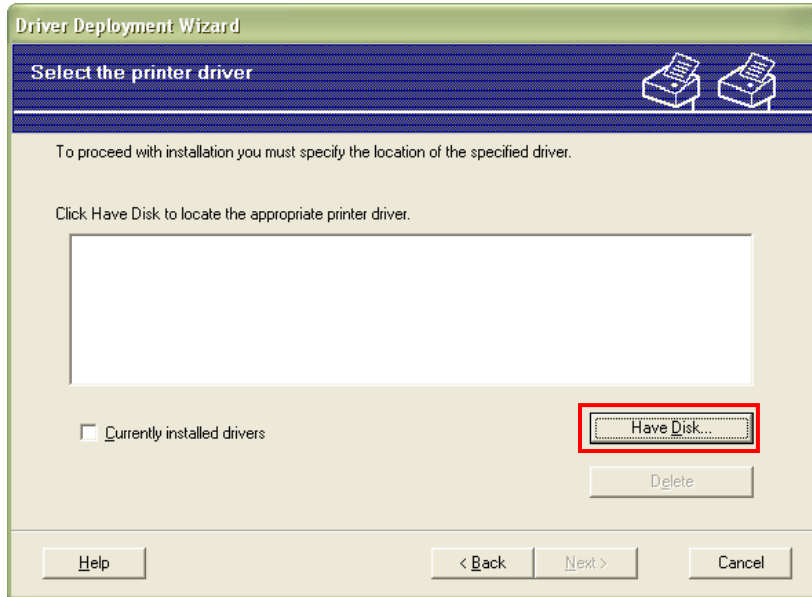 Driver Deployment Wizard
Select the printer driver
To proceed with installation you must specify the location of the specified driver.
Click Have Disk to locate the appropriate printer driver.
Currently installed drivers
Have Disk...
Delete
Help
< Back
Next >
Cancel